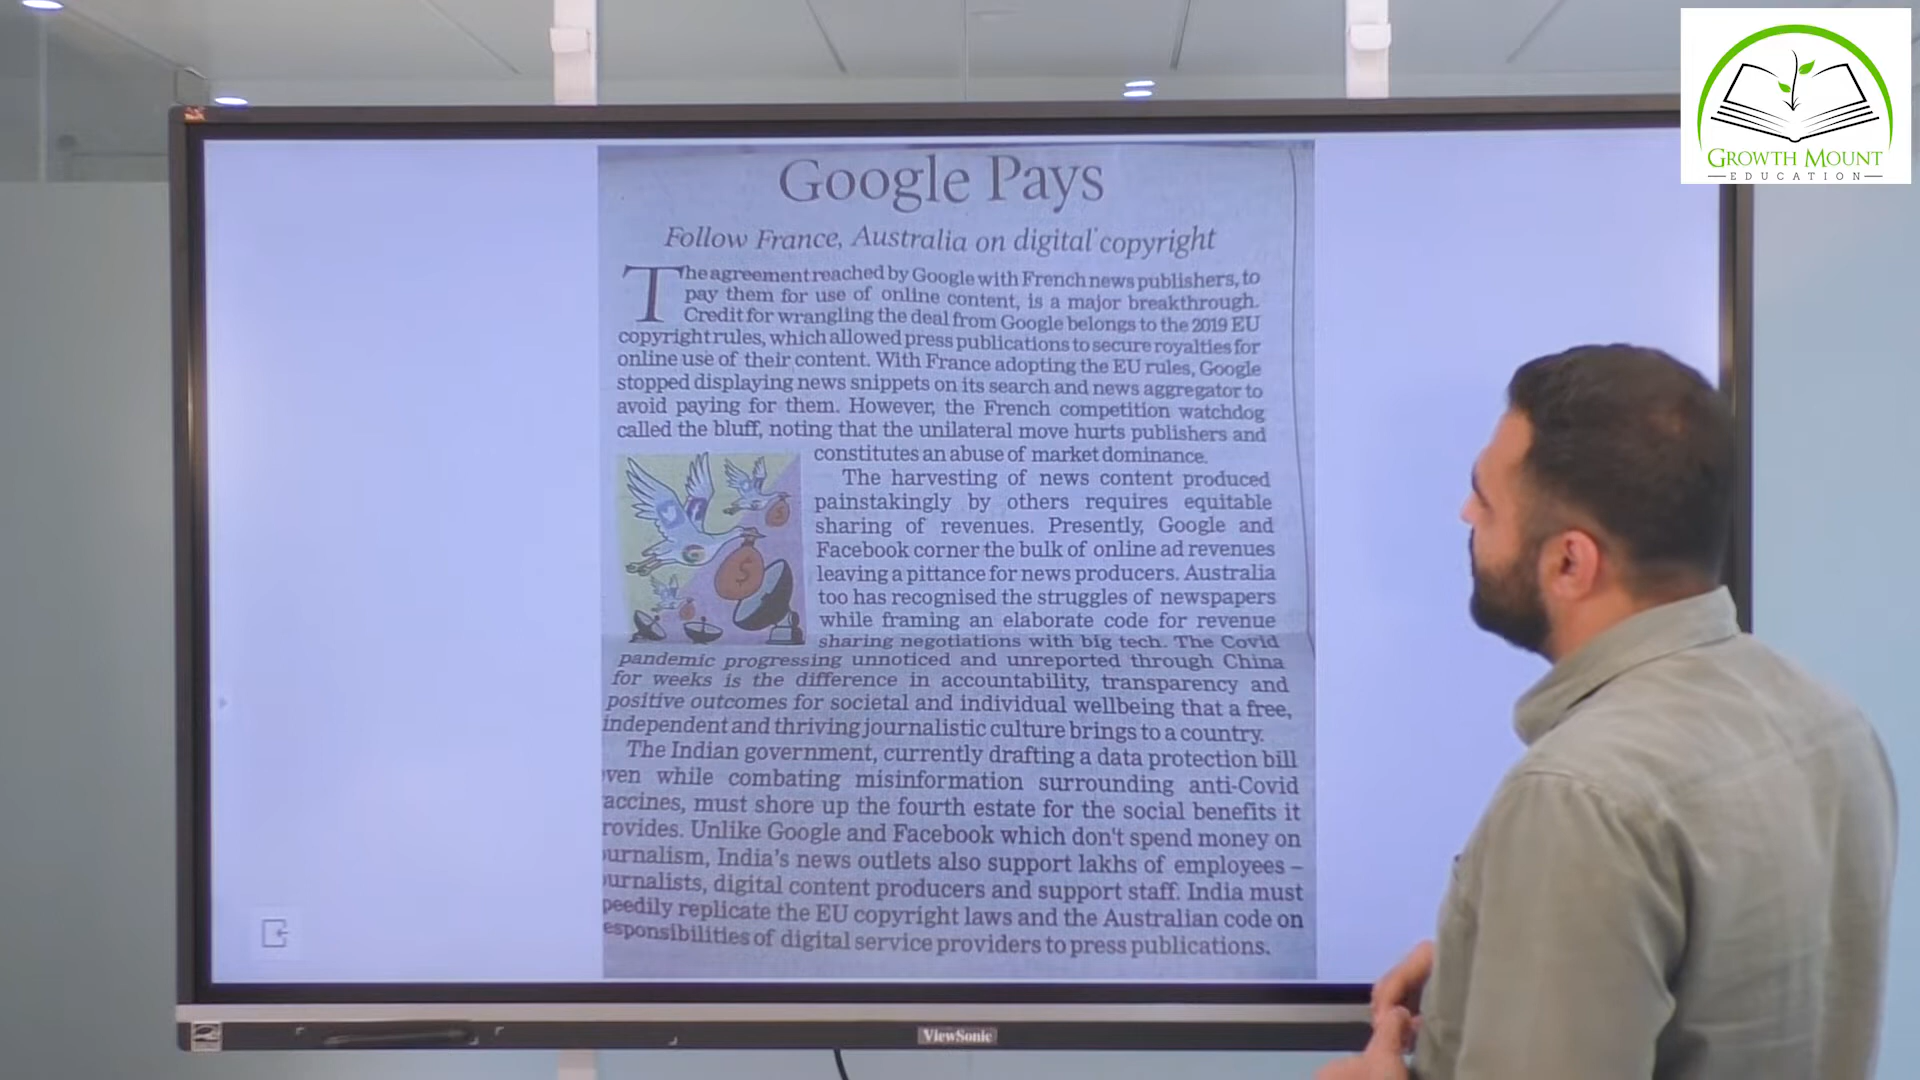 GROWTH MOUNT
EDUCATION
Google Pays
Follow France, Australia on digital copyright
The agreement reached by Google with French news publishers, to
pay them for use of online content, is a major breakthrough.
Credit for wrangling the deal from Google belongs to the 2019 EU
copyright rules, which allowed press publications to secure royalties for
online use of their content. With France adopting the EU rules, Google
stopped displaying news snippets on its search and news aggregator to
avoid paying for them. However, the French competition watchdog
called the bluff, noting that the unilateral move hurts publishers and
constitutes an abuse of market dominance.
The harvesting of news content produced
painstakingly by others requires equitable
sharing of revenues. Presently, Google and
Facebook corner the bulk of online ad revenues
leaving a pittance for news producers. Australia
too has recognised the struggles of newspapers
while framing an elaborate code for revenue
sharing negotiations with big tech. The Covid
pandemic progressing unnoticed and unreported through China
for weeks is the difference in accountability, transparency and
positive outcomes for societal and individual wellbeing that a free,
independent and thriving journalistic culture brings to a country.
The Indian government, currently drafting a data protection bill
ven while combating misinformation surrounding anti-Covid
accines, must shore up the fourth estate for the social benefits it
rovides. Unlike Google and Facebook which don't spend money on
urnalism, India's news outlets also support lakhs of employees –
urnalists, digital content producers and support staff. India must
peedily replicate the EU copyright laws and the Australian code on
esponsibilities of digital service providers to press publications.
$
$
ViewSonic